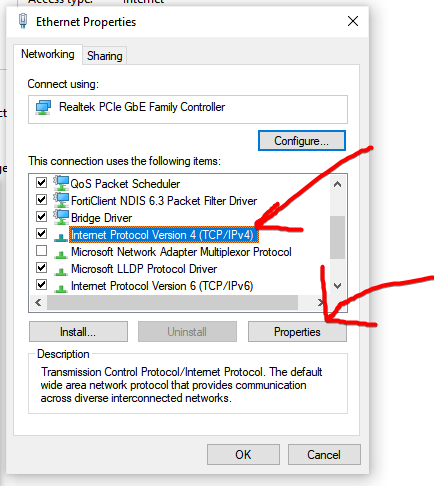 Access type:
Internet
Ethernet Properties
Networking
Sharing
Connect using:
Realtek PCIe GbE Family Controller
Configure...
This connection uses the following items:
QoS Packet Scheduler
FortiClient NDIS 6.3 Packet Filter Driver
Bridge Driver
Internet Protocol Version 4 (TCP/IPv4)
Microsoft Network Adapter Multiplexor Protocol
Microsoft LLDP Protocol Driver
Internet Protocol Version 6 (TCP/IPv6)
Install...
Uninstall
Properties
Description
Transmission Control Protocol/Internet Protocol. The default
wide area network protocol that provides communication
across diverse interconnected networks.
OK
Cancel